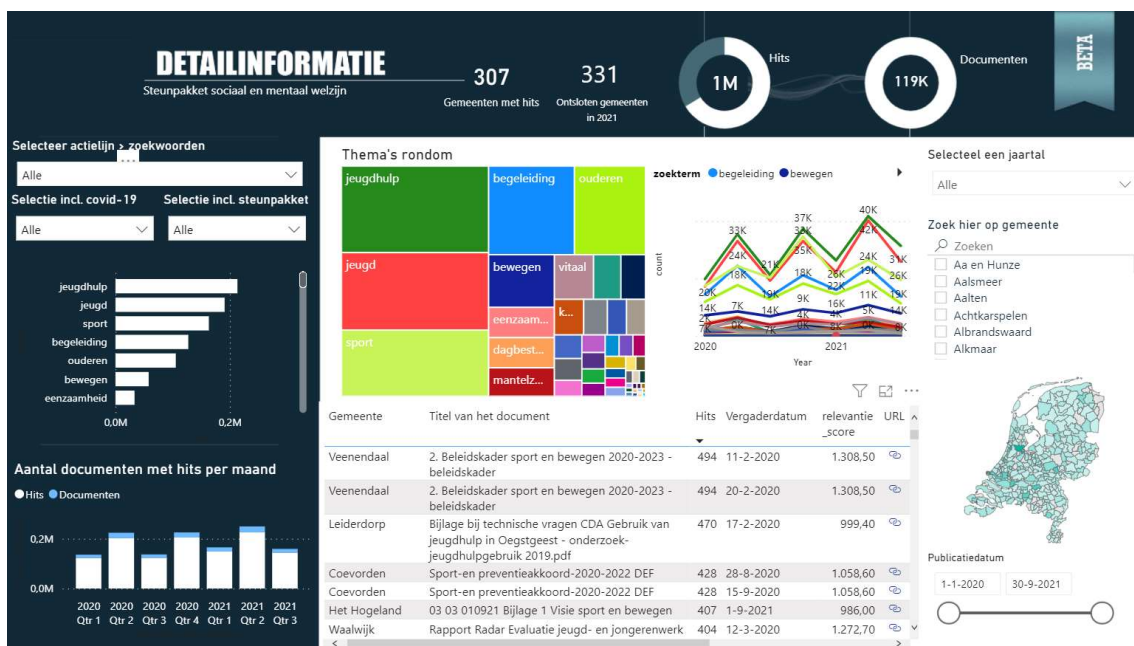 DETAILINFORMATIE
Steunpakket sociaal en mentaal welzijn
307
Gemeenten met hits
331
Ontsloten gemeenten
in 2021
1M
Hits
119K
Documenten
BETA
Selecteer actielijn > zoekwoorden
Alle
Selectie incl. covid-19
Selectie incl. steunpakket
Alle
Alle
jeugdhulp
jeugd
sport
begeleiding
ouderen
bewegen
eenzaamheid
0,0M
0,2M
Aantal documenten met hits per maand
Hits
Documenten
0,2M
0,0M
2020 2020 2020 2020 2021 2021 2021
Qtr 1 Qtr 2 Qtr 3 Qtr 4 Qtr 1 Qtr 2 Qtr 3
Thema's rondom
jeugdhulp
begeleiding
ouderen
jeugd
bewegen
vitaal
eenzaam...
k...
sport
dagbest...
mantelz...
zoekterm
begeleiding
bewegen
count
40K
37K
33K
42K
35K
24K
21K
24K
31K
18K
18K
26K
22K
19K
26K
20K
19K
19K
14K
7K
14K
9K
16K
11K
14K
4K
4K
5K
2K
0K
7K
0K
0K
8K
2020
2021
Year
Gemeente Titel van het document Hits Vergaderdatum relevantie URL
_score
Veenendaal 2. Beleidskader sport en bewegen 2020-2023 - 494 11-2-2020 1.308,50
beleidskader
Veenendaal 2. Beleidskader sport en bewegen 2020-2023 - 494 20-2-2020 1.308,50
beleidskader
Leiderdorp Bijlage bij technische vragen CDA Gebruik van 470 17-2-2020 999,40
jeugdhulp in Oegstgeest - onderzoek-
jeugdhulpgebruik 2019.pdf
Coevorden Sport-en preventieakkoord-2020-2022 DEF 428 28-8-2020 1.058,60
Coevorden Sport-en preventieakkoord-2020-2022 DEF 428 15-9-2020 1.058,60
Het Hogeland 03 03 010921 Bijlage 1 Visie sport en bewegen 407 1-9-2021 986,00
Waalwijk Rapport Radar Evaluatie jeugd- en jongerenwerk 404 12-3-2020 1.272,70
Selecteel een jaartal
Alle
Zoek hier op gemeente
Zoeken
Aa en Hunze
Aalsmeer
Aalten
Achtkarspelen
Albrandswaard
Alkmaar
Publicatiedatum
1-1-2020
30-9-2021